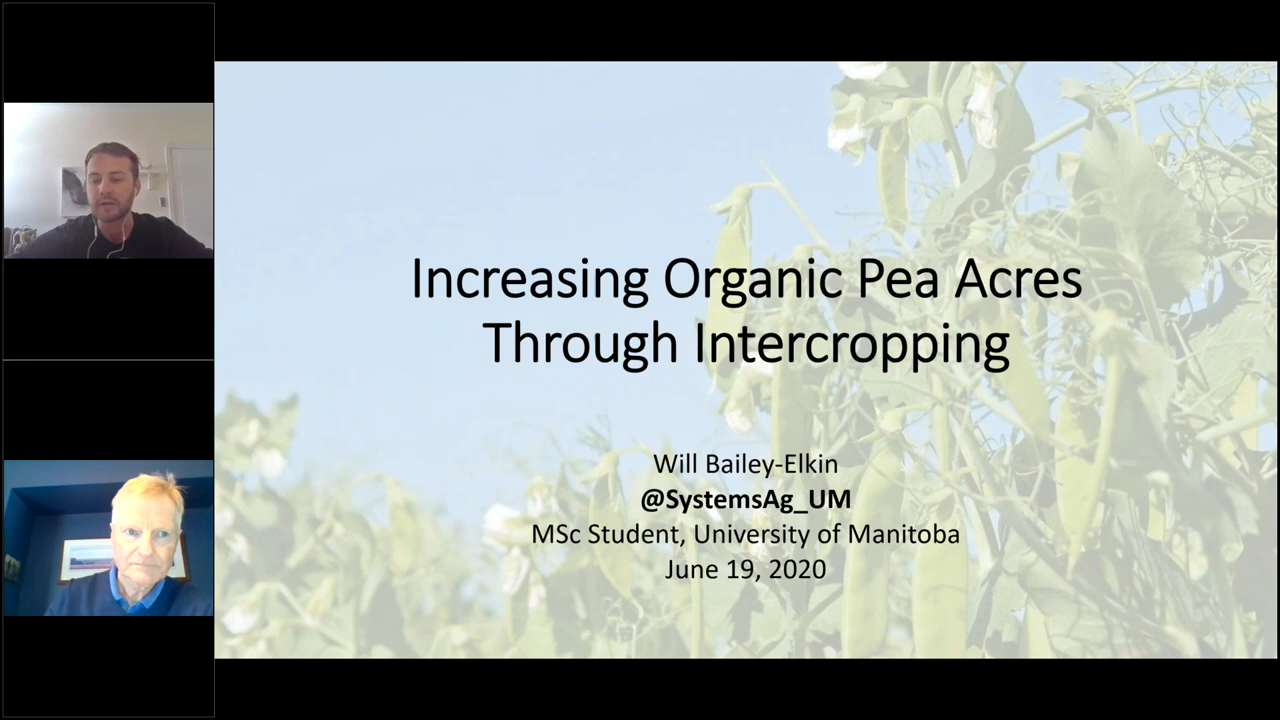 Increasing Organic Pea Acres
Through Intercropping
Will Bailey-Elkin
@SystemsAg_UM
MSc Student, University of Manitoba
June 19, 2020